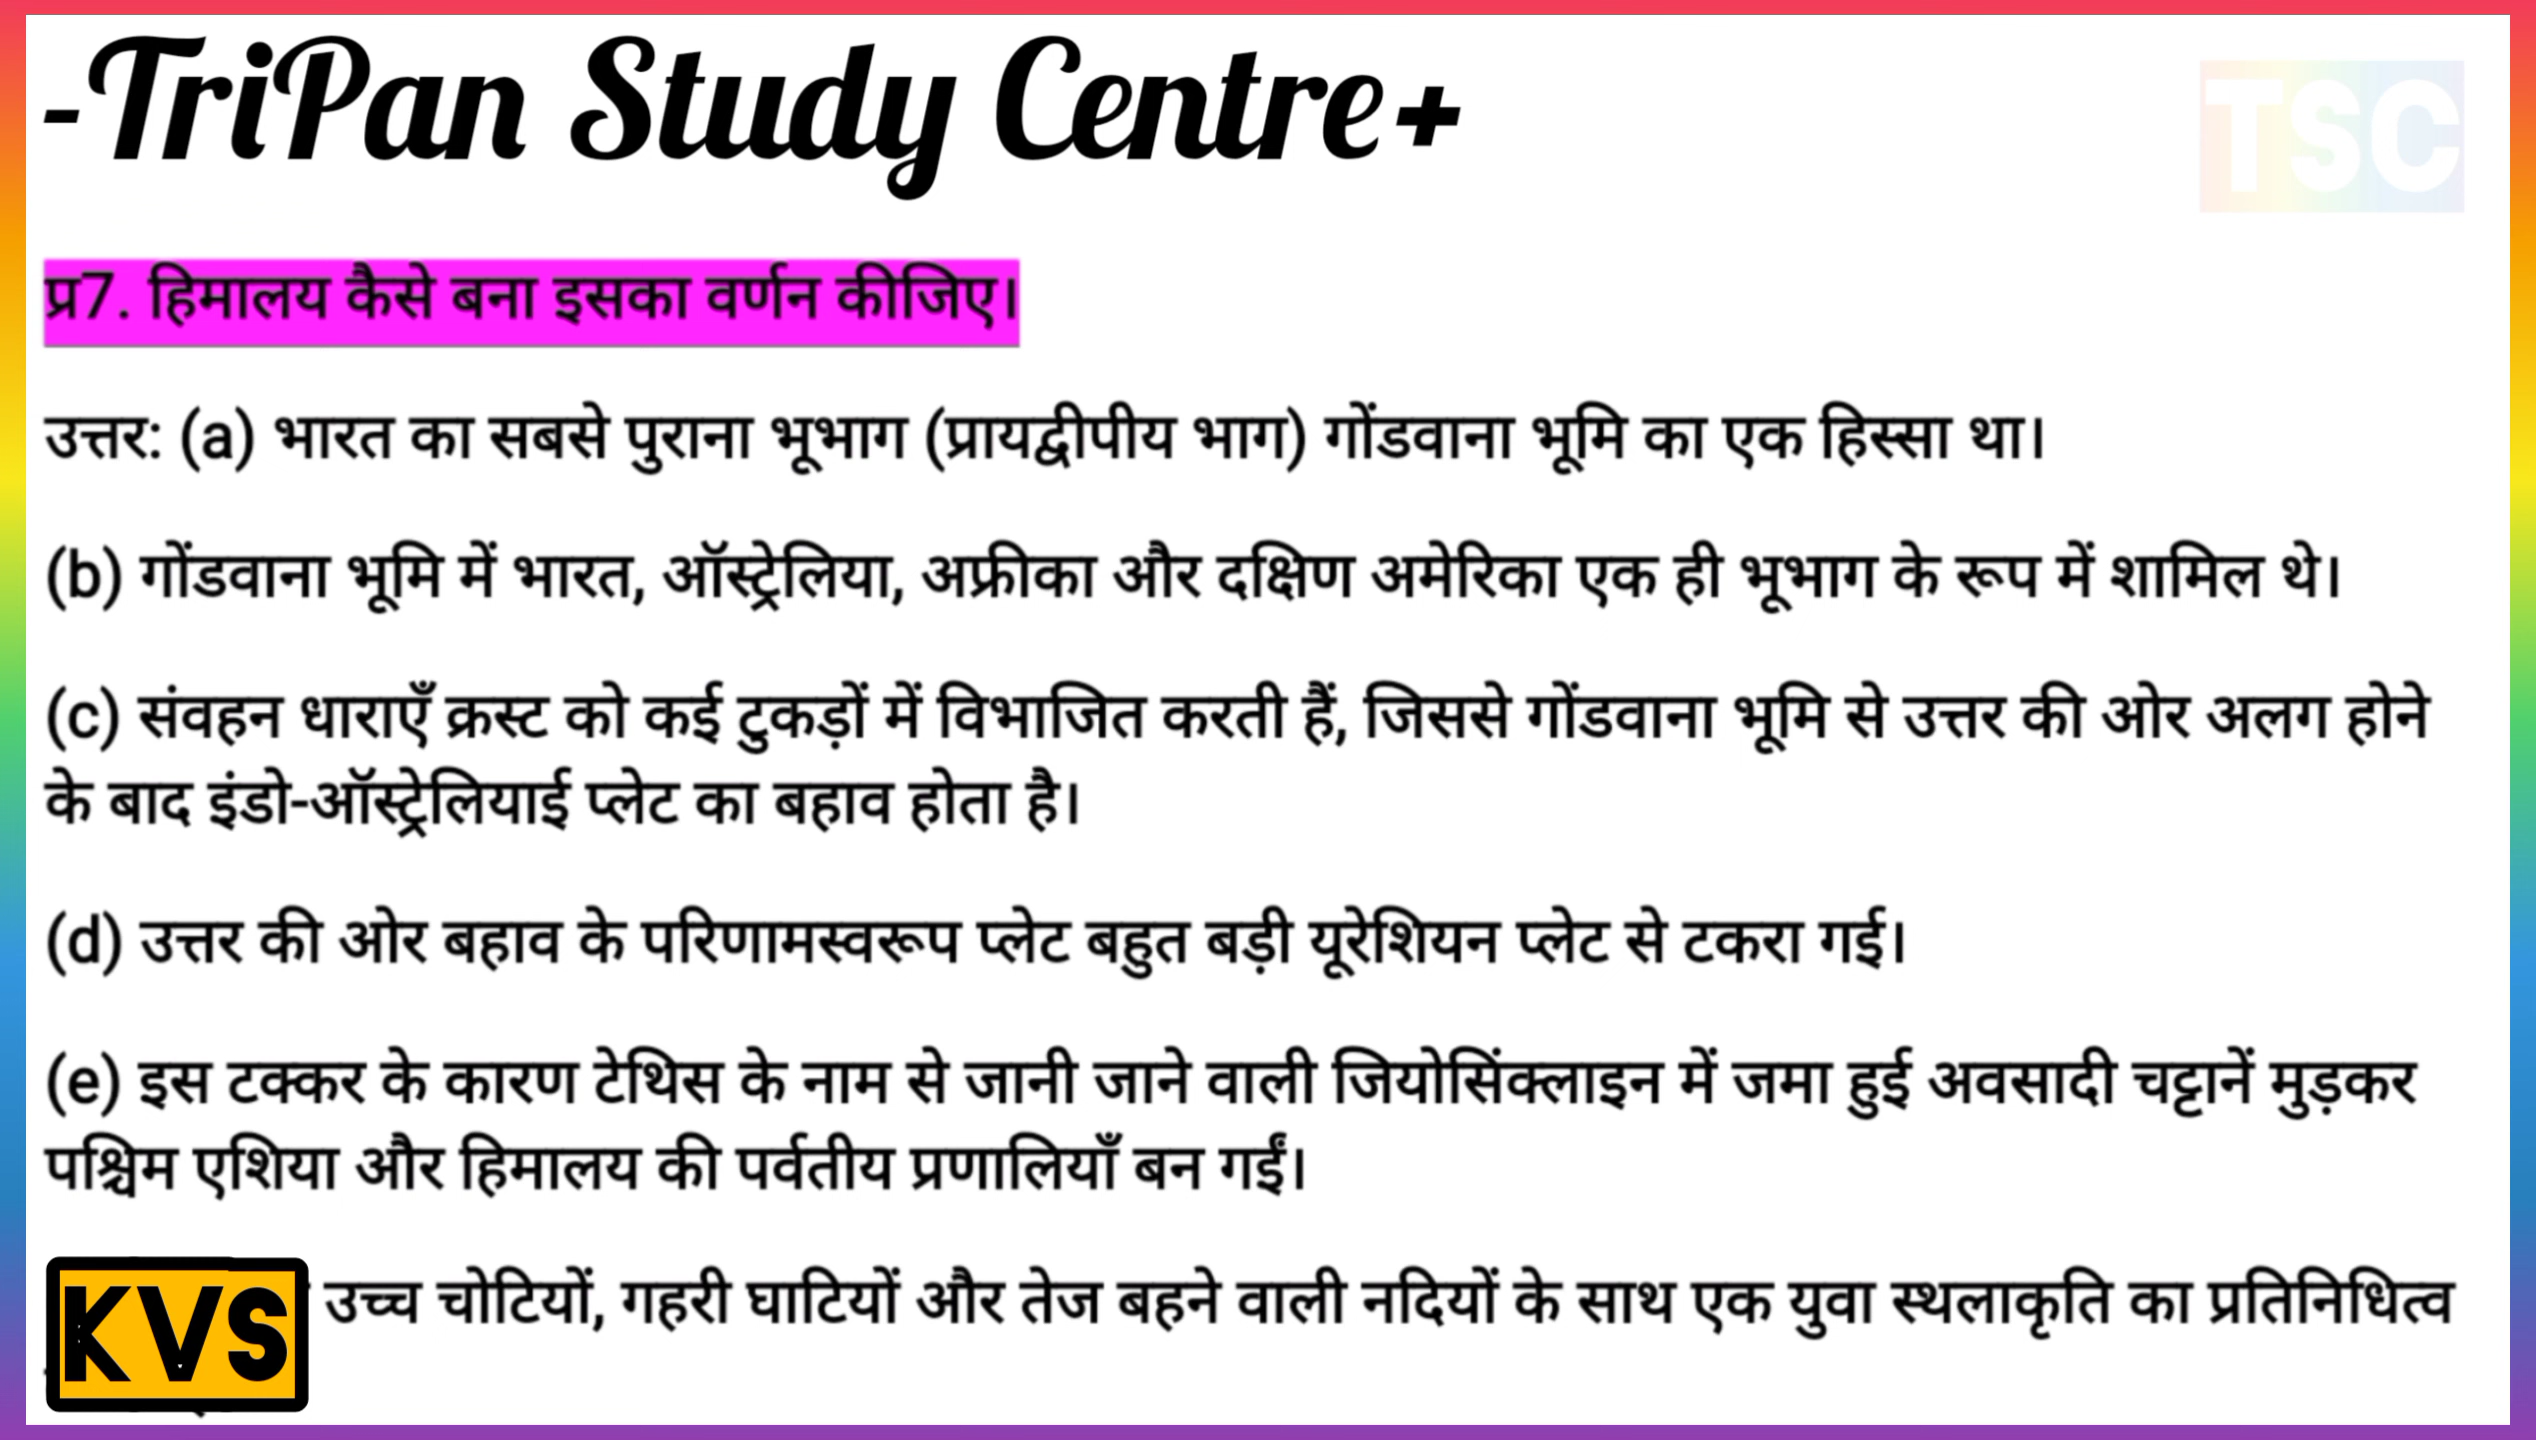 -TriPan Study Centre+
TSC
प्र7. हिमालय कैसे बना इसका वर्णन कीजिए।
उत्तर: (a) भारत का सबसे पुराना भूभाग (प्रायद्वीपीय भाग) गोंडवाना भूमि का एक हिस्सा था।
(b) गोंडवाना भूमि में भारत, ऑस्ट्रेलिया, अफ्रीका और दक्षिण अमेरिका एक ही भूभाग के रूप में शामिल थे।
(c) संवहन धाराएँ क्रस्ट को कई टुकड़ों में विभाजित करती हैं, जिससे गोंडवाना भूमि से उत्तर की ओर अलग होने
के बाद इंडो-ऑस्ट्रेलियाई प्लेट का बहाव होता है।
(d) उत्तर की ओर बहाव के परिणामस्वरूप प्लेट बहुत बड़ी यूरेशियन प्लेट से टकरा गई।
(e) इस टक्कर के कारण टेथिस के नाम से जानी जाने वाली जियोसिंक्लाइन में जमा हुई अवसादी चट्टानें मुड़कर
पश्चिम एशिया और हिमालय की पर्वतीय प्रणालियाँ बन गईं।
उच्च चोटियों, गहरी घाटियों और तेज बहने वाली नदियों के साथ एक युवा स्थलाकृति का प्रतिनिधित्व
KVS